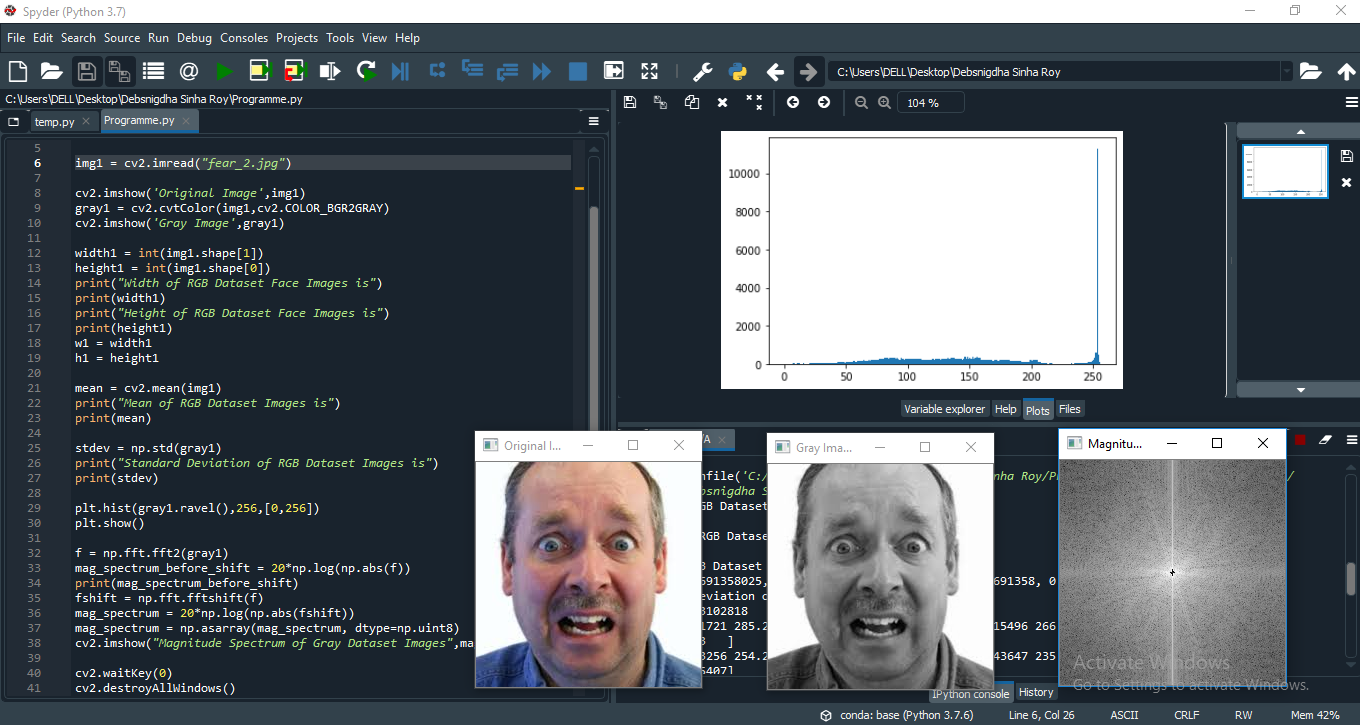 Spyder (Python 3.7)
File Edit Search Source Run Debug Consoles Projects Tools View Help
C:\Users\DELL\Desktop\Debsnigdha Sinha Roy
C:\Users\DELL\Desktop\Debsnigdha Sinha Roy\Programme.py
temp.py
Programme.py
104 %
5
6 img1 = cv2.imread("fear_2.jpg")
7
8 cv2.imshow('Original Image',img1)
9 gray1 = cv2.cvtColor(img1,cv2.COLOR_BGR2GRAY)
10 cv2.imshow('Gray Image',gray1)
11
12 width1 = int(img1.shape[1])
13 height1 = int(img1.shape[0])
14 print("Width of RGB Dataset Face Images is")
15 print(width1)
16 print("Height of RGB Dataset Face Images is")
17 print(height1)
18 w1 = width1
19 h1 = height1
20
21 mean = cv2.mean(img1)
22 print("Mean of RGB Dataset Images is")
23 print(mean)
24
25 stdev = np.std(gray1)
26 print("Standard Deviation of RGB Dataset Images is")
27 print(stdev)
28
29 plt.hist(gray1.ravel(),256,[0,256])
30 plt.show()
31
32 f = np.fft.fft2(gray1)
33 mag_spectrum_before_shift = 20*np.log(np.abs(f))
34 print(mag_spectrum_before_shift)
35 fshift = np.fft.fftshift(f)
36 mag_spectrum = 20*np.log(np.abs(fshift))
37 mag_spectrum = np.asarray(mag_spectrum, dtype=np.uint8)
38 cv2.imshow("Magnitude Spectrum of Gray Dataset Images",ma
39
40 cv2.waitKey(0)
41 cv2.destroyAllWindows()
10000
8000
6000
4000
2000
0
0 50 100 150 200 250
Variable explorer Help Plots Files
/A
Original I...
Gray Ima...
Magnitu...
nfile('C:/
inha Roy/P
/
bsnigdha S
GB Dataset
RGB Datase
B Dataset
691358025,
691358, 0
eviation o
3102818
1721 285.2
15496 266
3 ]
3256 254.2
43647 235
5407]
Activate Windows
Go to Settings to activate Windows.
IPython console History
conda: base (Python 3.7.6) Line 6, Col 26 ASCII CRLF RW Mem 42%